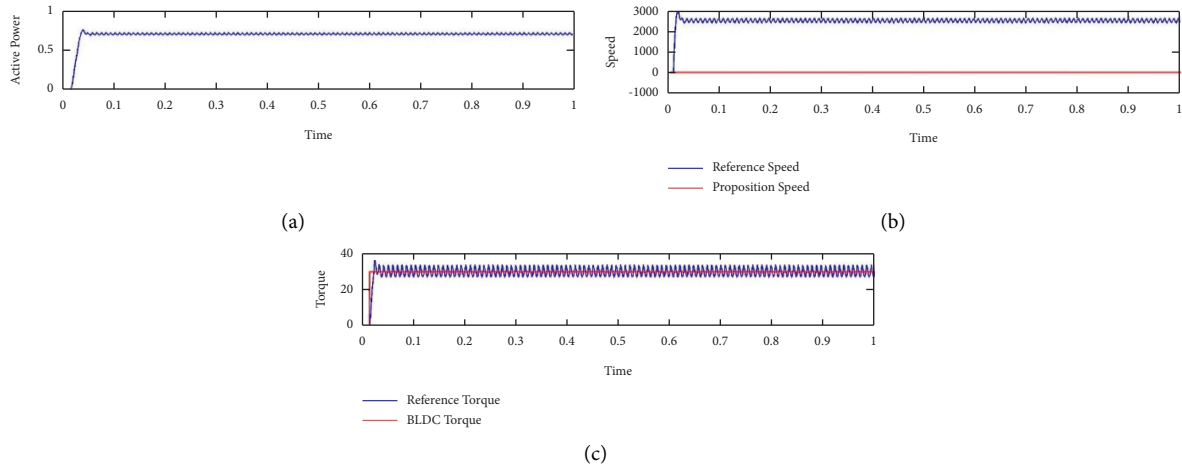 1
0.5
0
Active Power
0 0.1 0.2 0.3 0.4 0.5 0.6 0.7 0.8 0.9 1
Time
(a)
3000
2000
1000
0
-1000
Speed
0 0.1 0.2 0.3 0.4 0.5 0.6 0.7 0.8 0.9 1
Time
Reference Speed
Proposition Speed
(b)
40
20
0
Torque
0 0.1 0.2 0.3 0.4 0.5 0.6 0.7 0.8 0.9 1
Time
Reference Torque
BLDC Torque
(c)